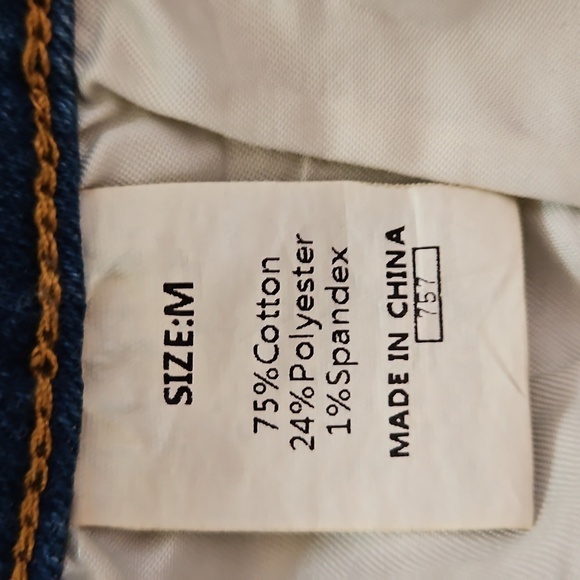 SIZE:M
75%Cotton
24%Polyester
1%Spandex
MADE IN CHINA
757